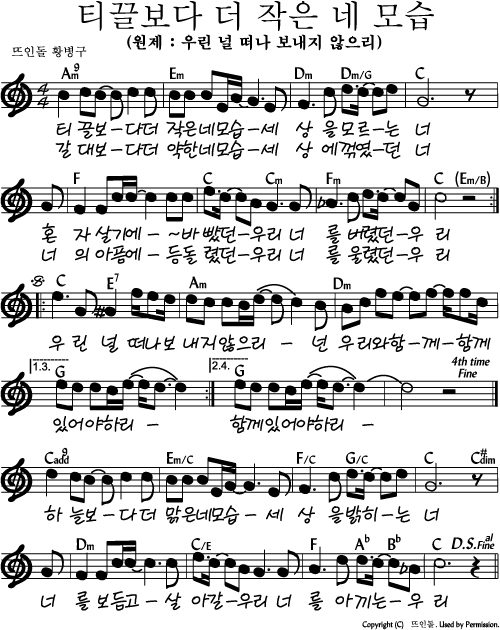 티끌보다 더 작은 네 모습
(원제 : 우린 널 떠나 보내지 않으리)
뜨인돌 황병구
Am9 Em Dm Dm/G C
티 끌보-다더 작은네모습-세 상 을모르-는 너
갈 대보-다더 약한네모습-세 상 에꺾였-던 너
F C Cm Fm C (Em/B)
혼 자살기에-~바빴던-우리 너 를버렸던-우 리
너 의아픔에-등돌렸던-우리 너 를울렸던-우 리
C E7 Am Dm
우 린 널 떠나보 내지않으리 - 넌 우리와함-께-함께
1.3. G 2.4. G 4th time Fine
있어야하리 - 함께있어야하리 -
Cadd9 Em/C F/C G/C C C#dim
하 늘보-다더 맑은네모습-세 상 을밝히-는 너
Dm C/E F Ab Bb C D.S. al Fine
너 를보듬고-살아갈-우리 너 를아끼는-우 리
Copyright (C) 뜨인돌. Used by Permission.